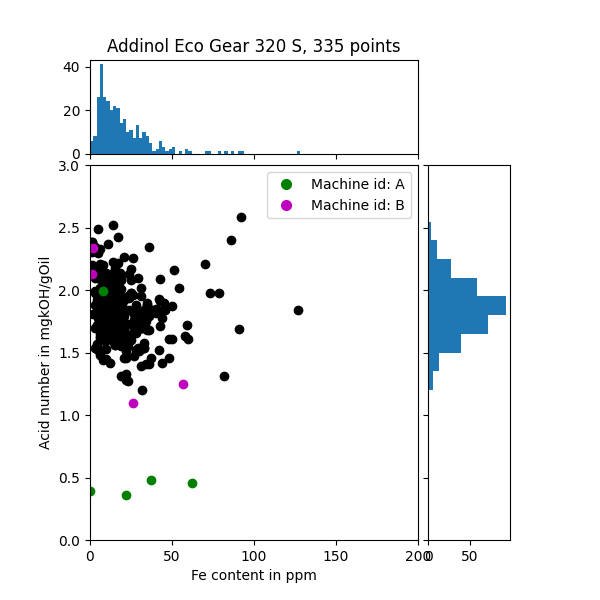 Addinol Eco Gear 320 S, 335 points
40
20
0
3.0
2.5
2.0
1.5
1.0
0.5
0.0
Machine id: A
Machine id: B
Acid number in mgkOH/gOil
0 50 100 150 200
0 50
Fe content in ppm